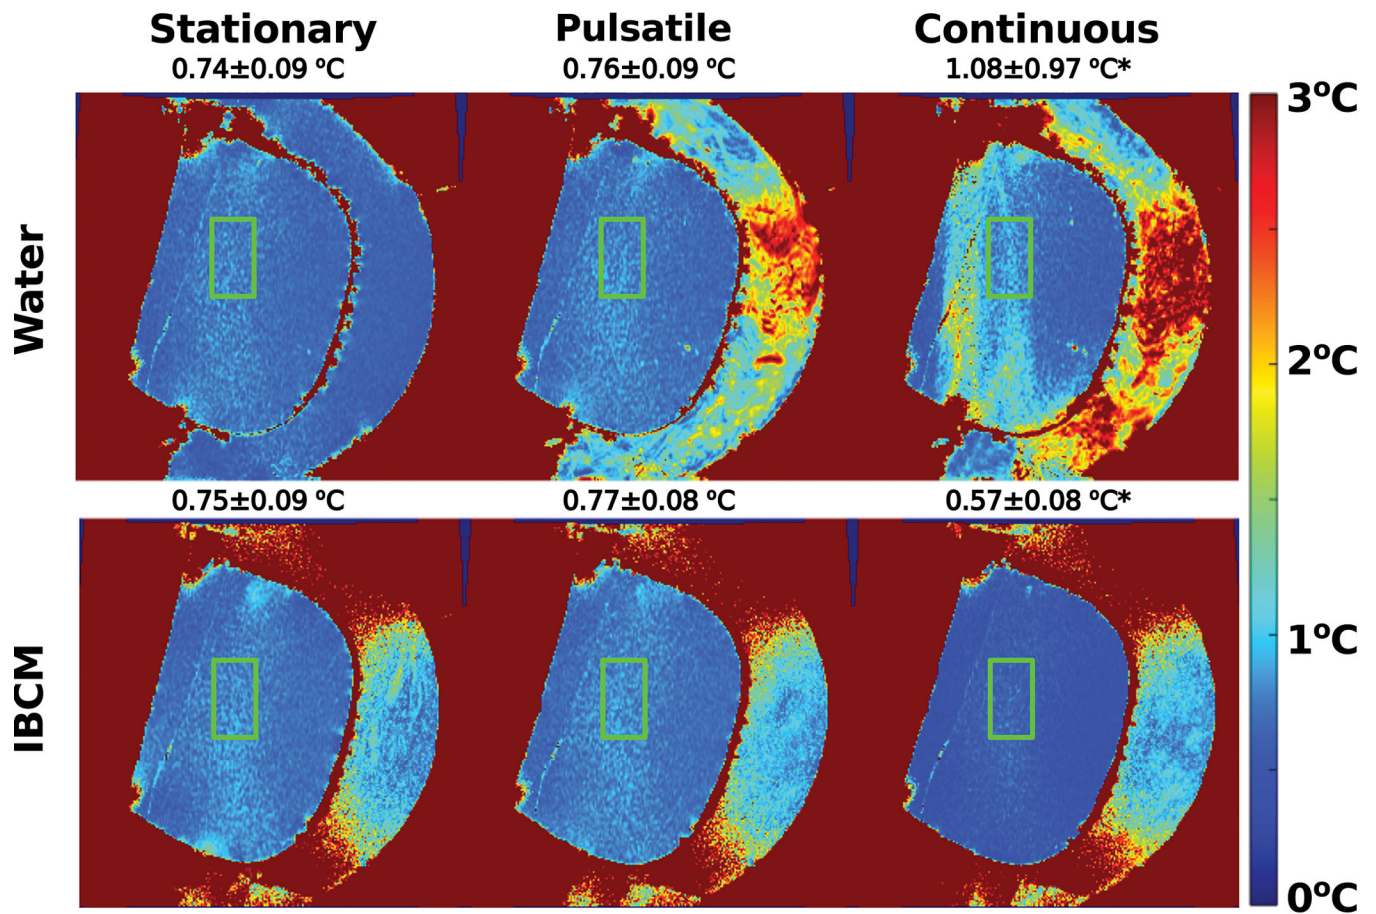 Stationary Pulsatile Continuous
0.74±0.09 ºC 0.76±0.09 ºC 1.08±0.97 ºC*
3ºC
Water
2ºC
0.75±0.09 ºC 0.77±0.08 ºC 0.57±0.08 ºC*
1ºC
IBCM
0ºC